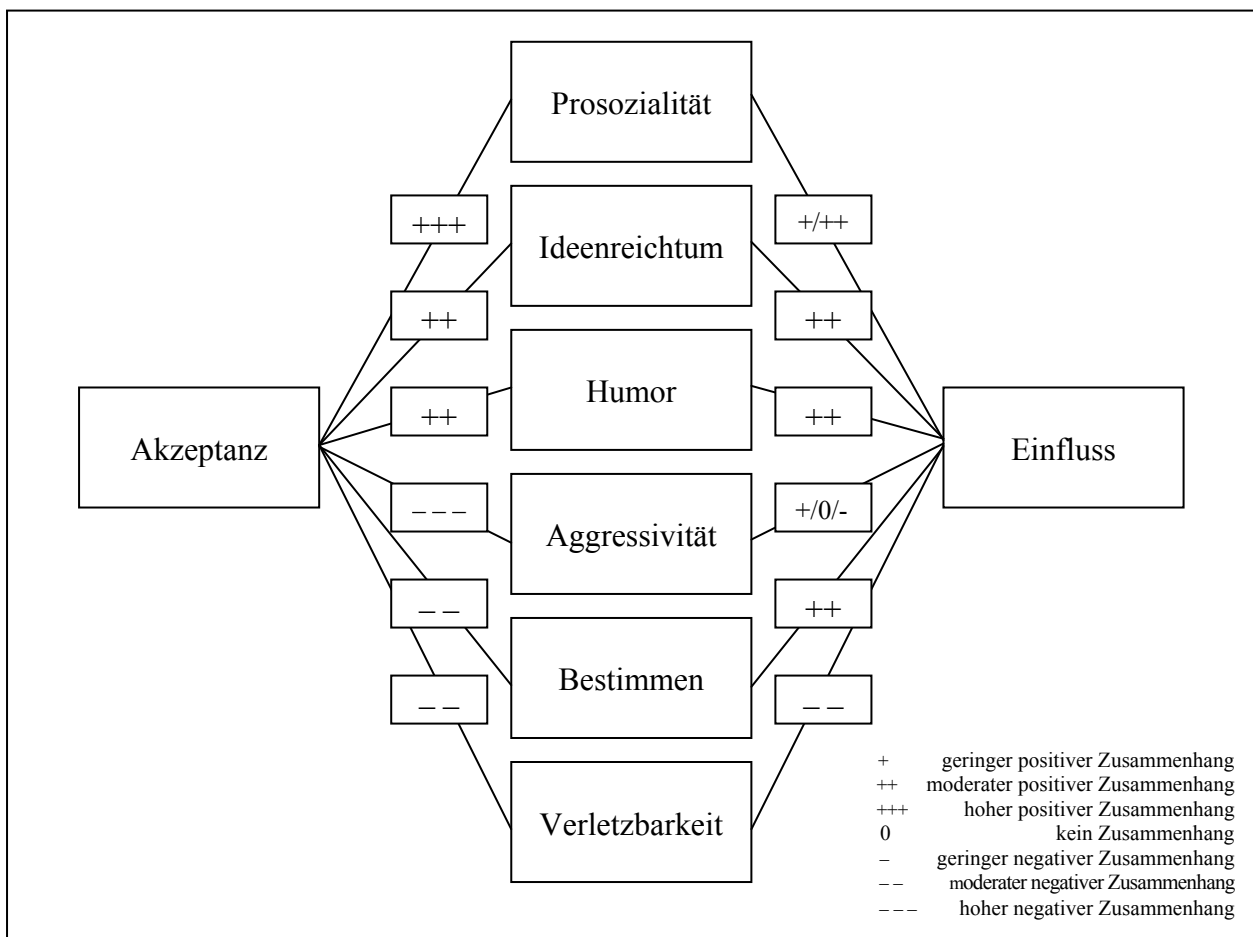 Prosozialität
+++
+/++
Ideenreichtum
++
++
Humor
++
++
Akzeptanz
Einfluss
Aggressivität
– – –
+/0/-
Bestimmen
– –
++
Verletzbarkeit
– –
– –
+ geringer positiver Zusammenhang
++ moderater positiver Zusammenhang
+++ hoher positiver Zusammenhang
0 kein Zusammenhang
– geringer negativer Zusammenhang
– – moderater negativer Zusammenhang
– – – hoher negativer Zusammenhang